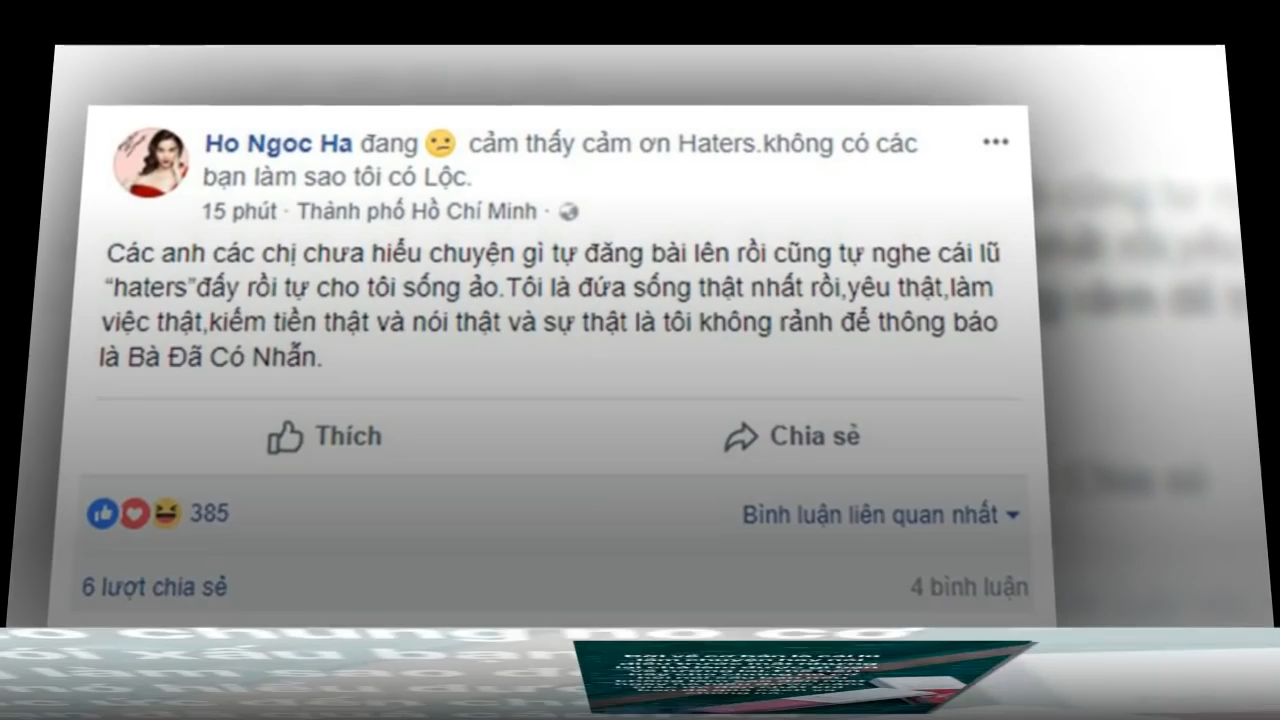 Ho Ngoc Ha đang cảm thấy cảm ơn Haters.không có các
bạn làm sao tôi có Lộc.
15 phút · Thành phố Hồ Chí Minh ·
Các anh các chị chưa hiểu chuyện gì tự đăng bài lên rồi cũng tự nghe cái lũ
“haters”đấy rồi tự cho tôi sống ảo.Tôi là đứa sống thật nhất rồi,yêu thật,làm
việc thật,kiếm tiền thật và nói thật và sự thật là tôi không rảnh để thông báo
là Bà Đã Có Nhẫn.
Thích Chia sẻ
385 Bình luận liên quan nhất
6 lượt chia sẻ 4 bình luận